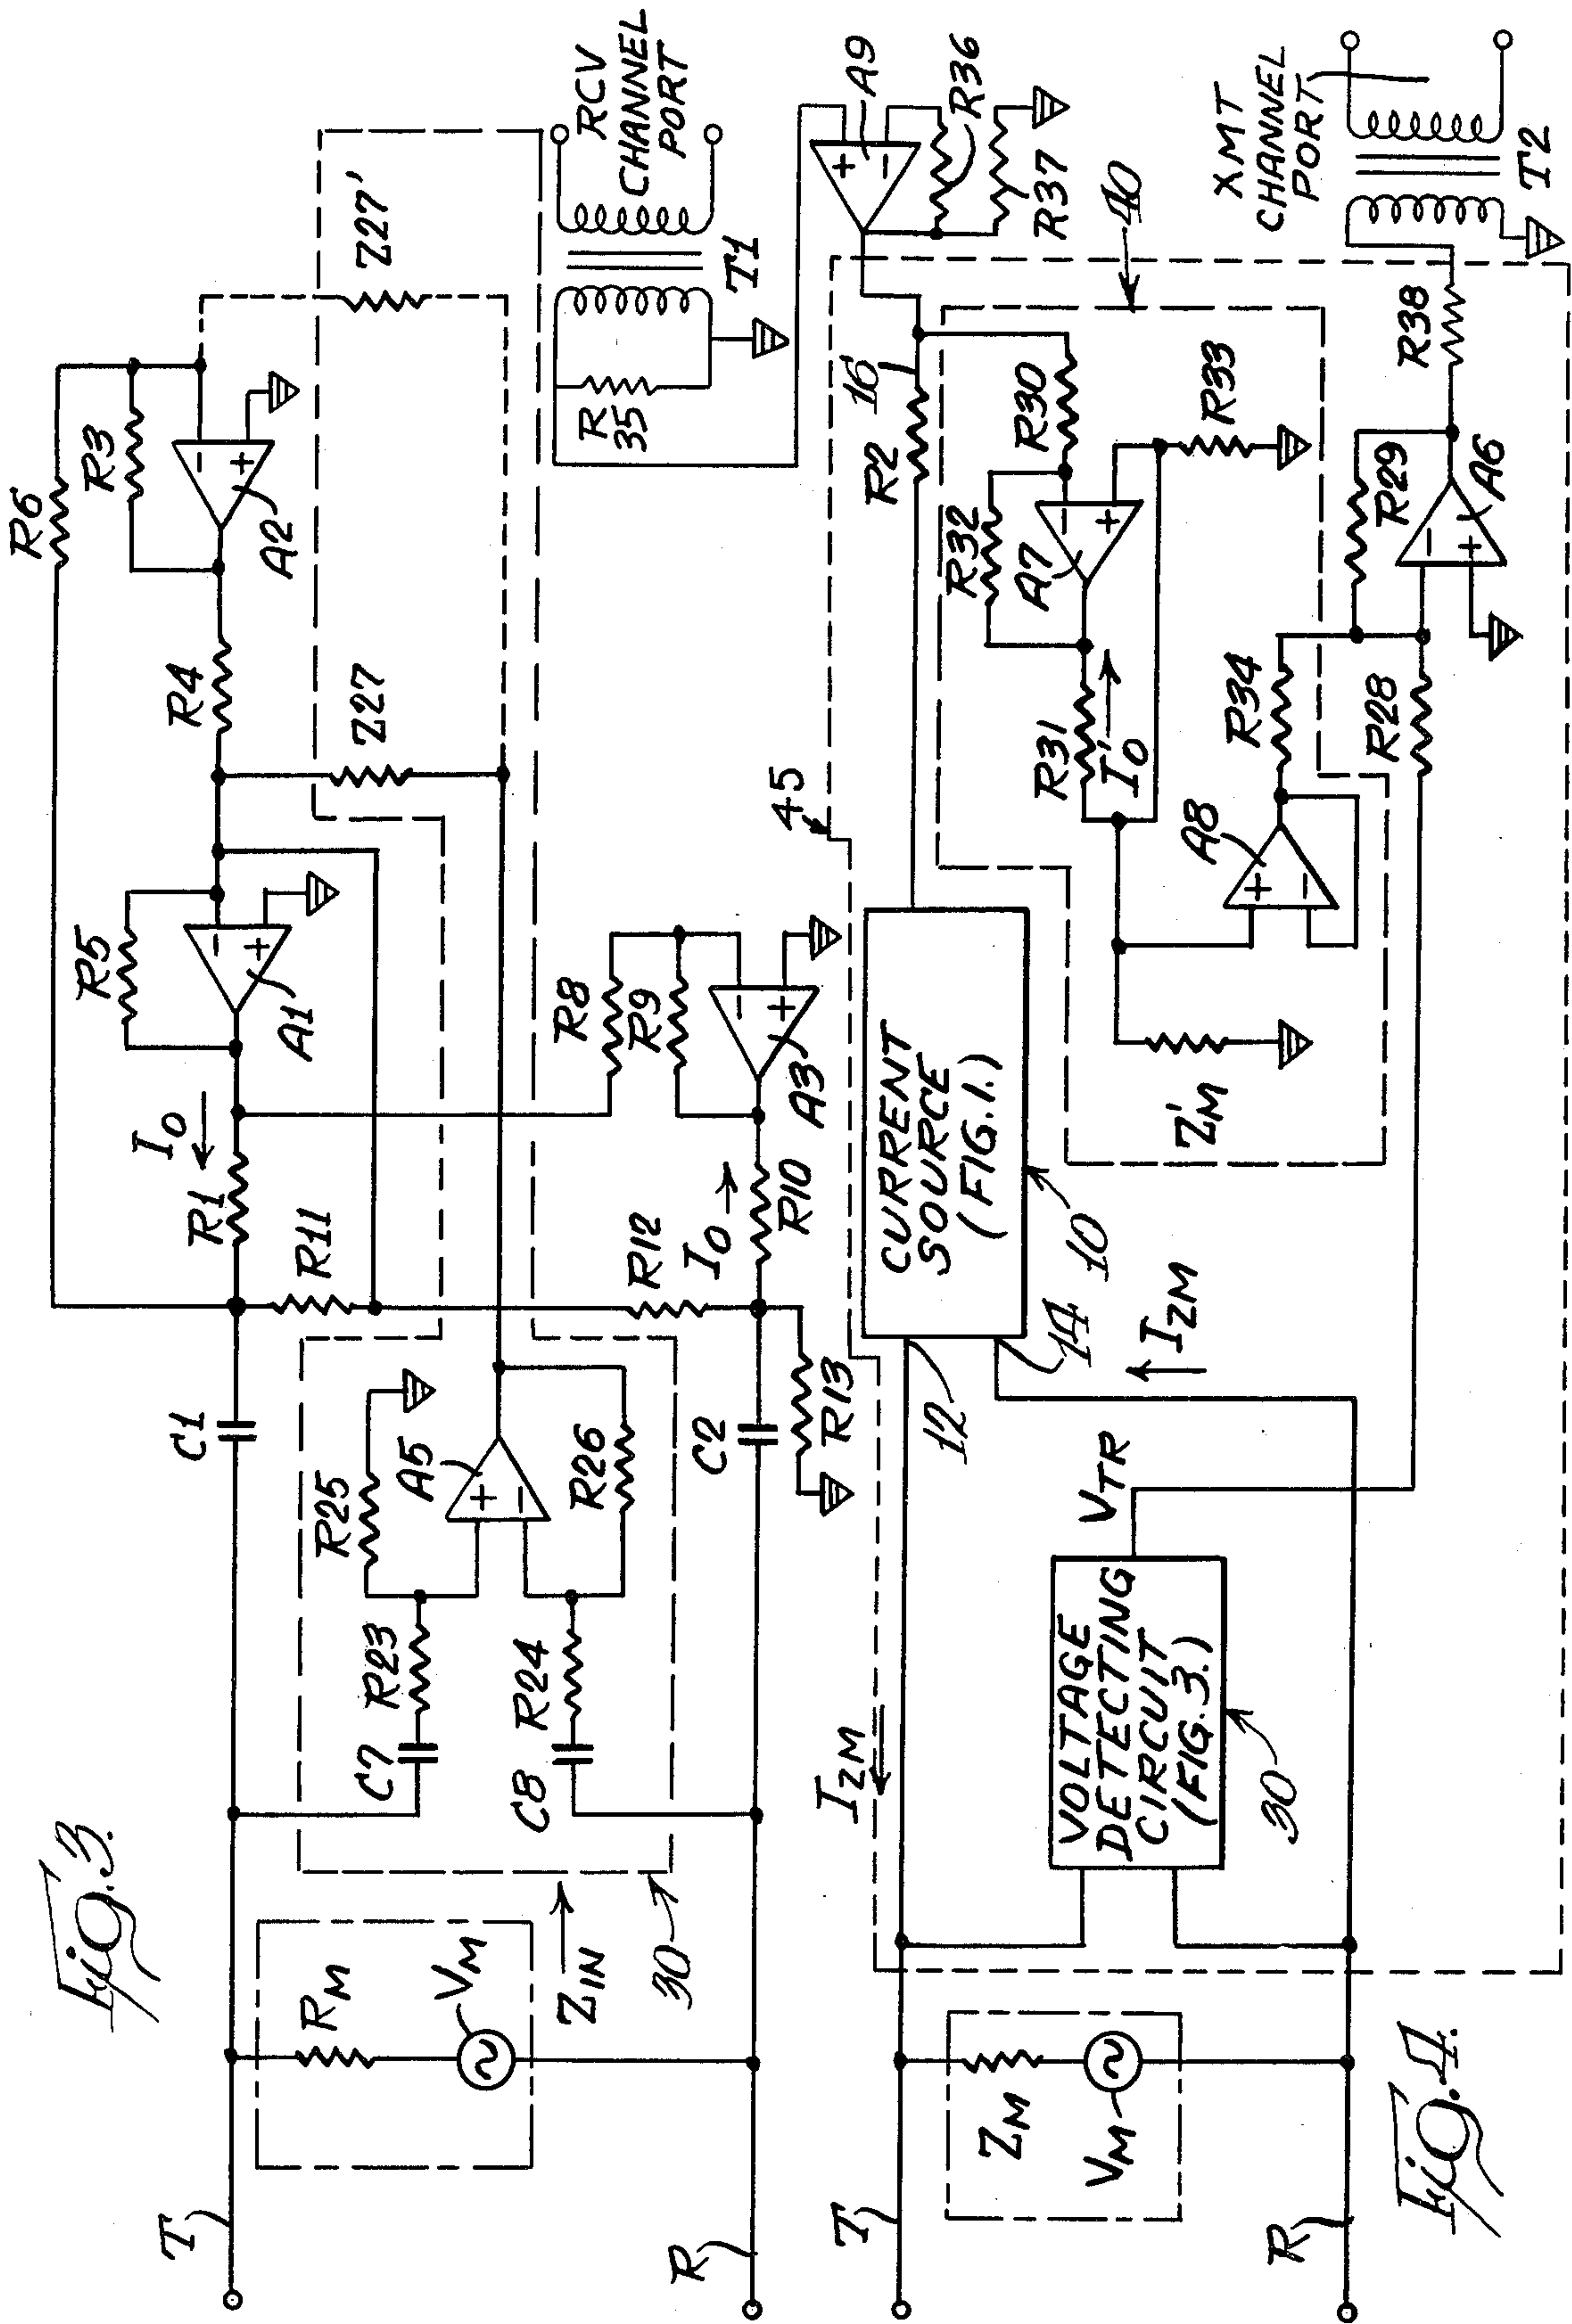 Fig. 3.
T
R
RM
VM
ZIN
30
C1
C7
R23
R25
A5
C8
R24
R26
C2
R13
R11
R12
R1
IO
R5
A1
R10
IO
R8
R9
A3
R4
Z27
R6
R3
A2
Z27'
Fig. 4.
T
R
ZM
VM
IZM
VOLTAGE
DETECTING
CIRCUIT
(FIG. 3.)
30
VTR
12
14
IZM
CURRENT
SOURCE
(FIG. 1.)
10
45
Z'M
A8
R34
R28
R31
I'O
R32
A7
R30
R33
R2
16
R29
A6
R38
40
R
35
T1
RCV
CHANNEL
PORT
A9
R36
R37
XMT
CHANNEL
PORT
T2
+
−
+
−
+
−
+
−
+
−
+
−
+
−
+
−